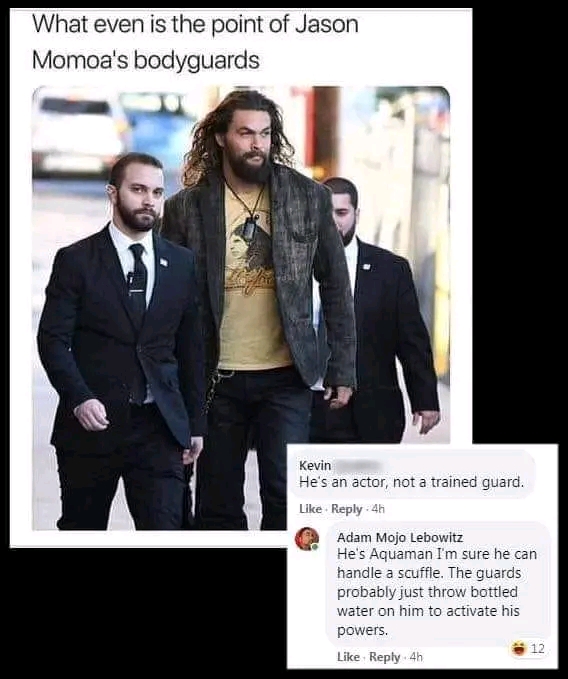 What even is the point of Jason
Momoa's bodyguards
Kevin
He's an actor, not a trained guard.
Like · Reply · 4h
Adam Mojo Lebowitz
He's Aquaman I'm sure he can
handle a scuffle. The guards
probably just throw bottled
water on him to activate his
powers.
12
Like · Reply · 4h